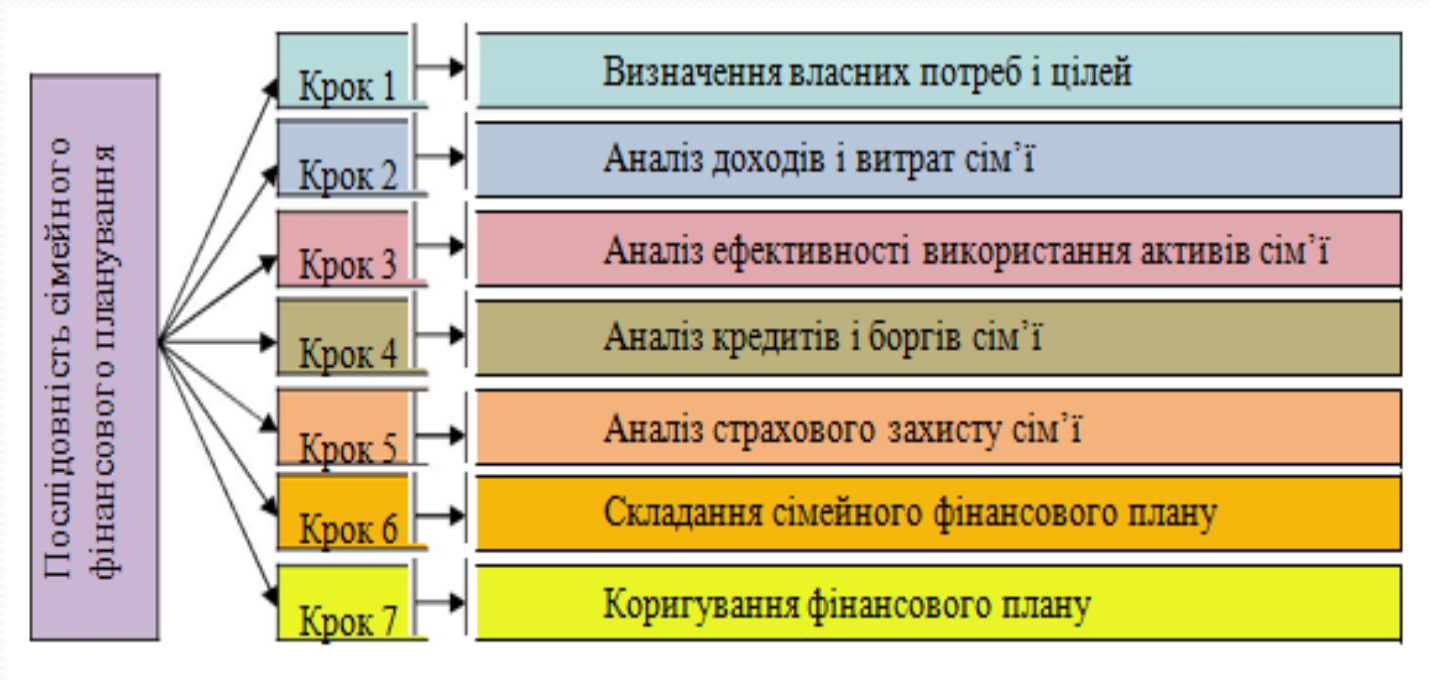 Послідовність сімейного
фінансового планування
Крок 1
Визначення власних потреб і цілей
Крок 2
Аналіз доходів і витрат сім’ї
Крок 3
Аналіз ефективності використання активів сім’ї
Крок 4
Аналіз кредитів і боргів сім’ї
Крок 5
Аналіз страхового захисту сім’ї
Крок 6
Складання сімейного фінансового плану
Крок 7
Коригування фінансового плану